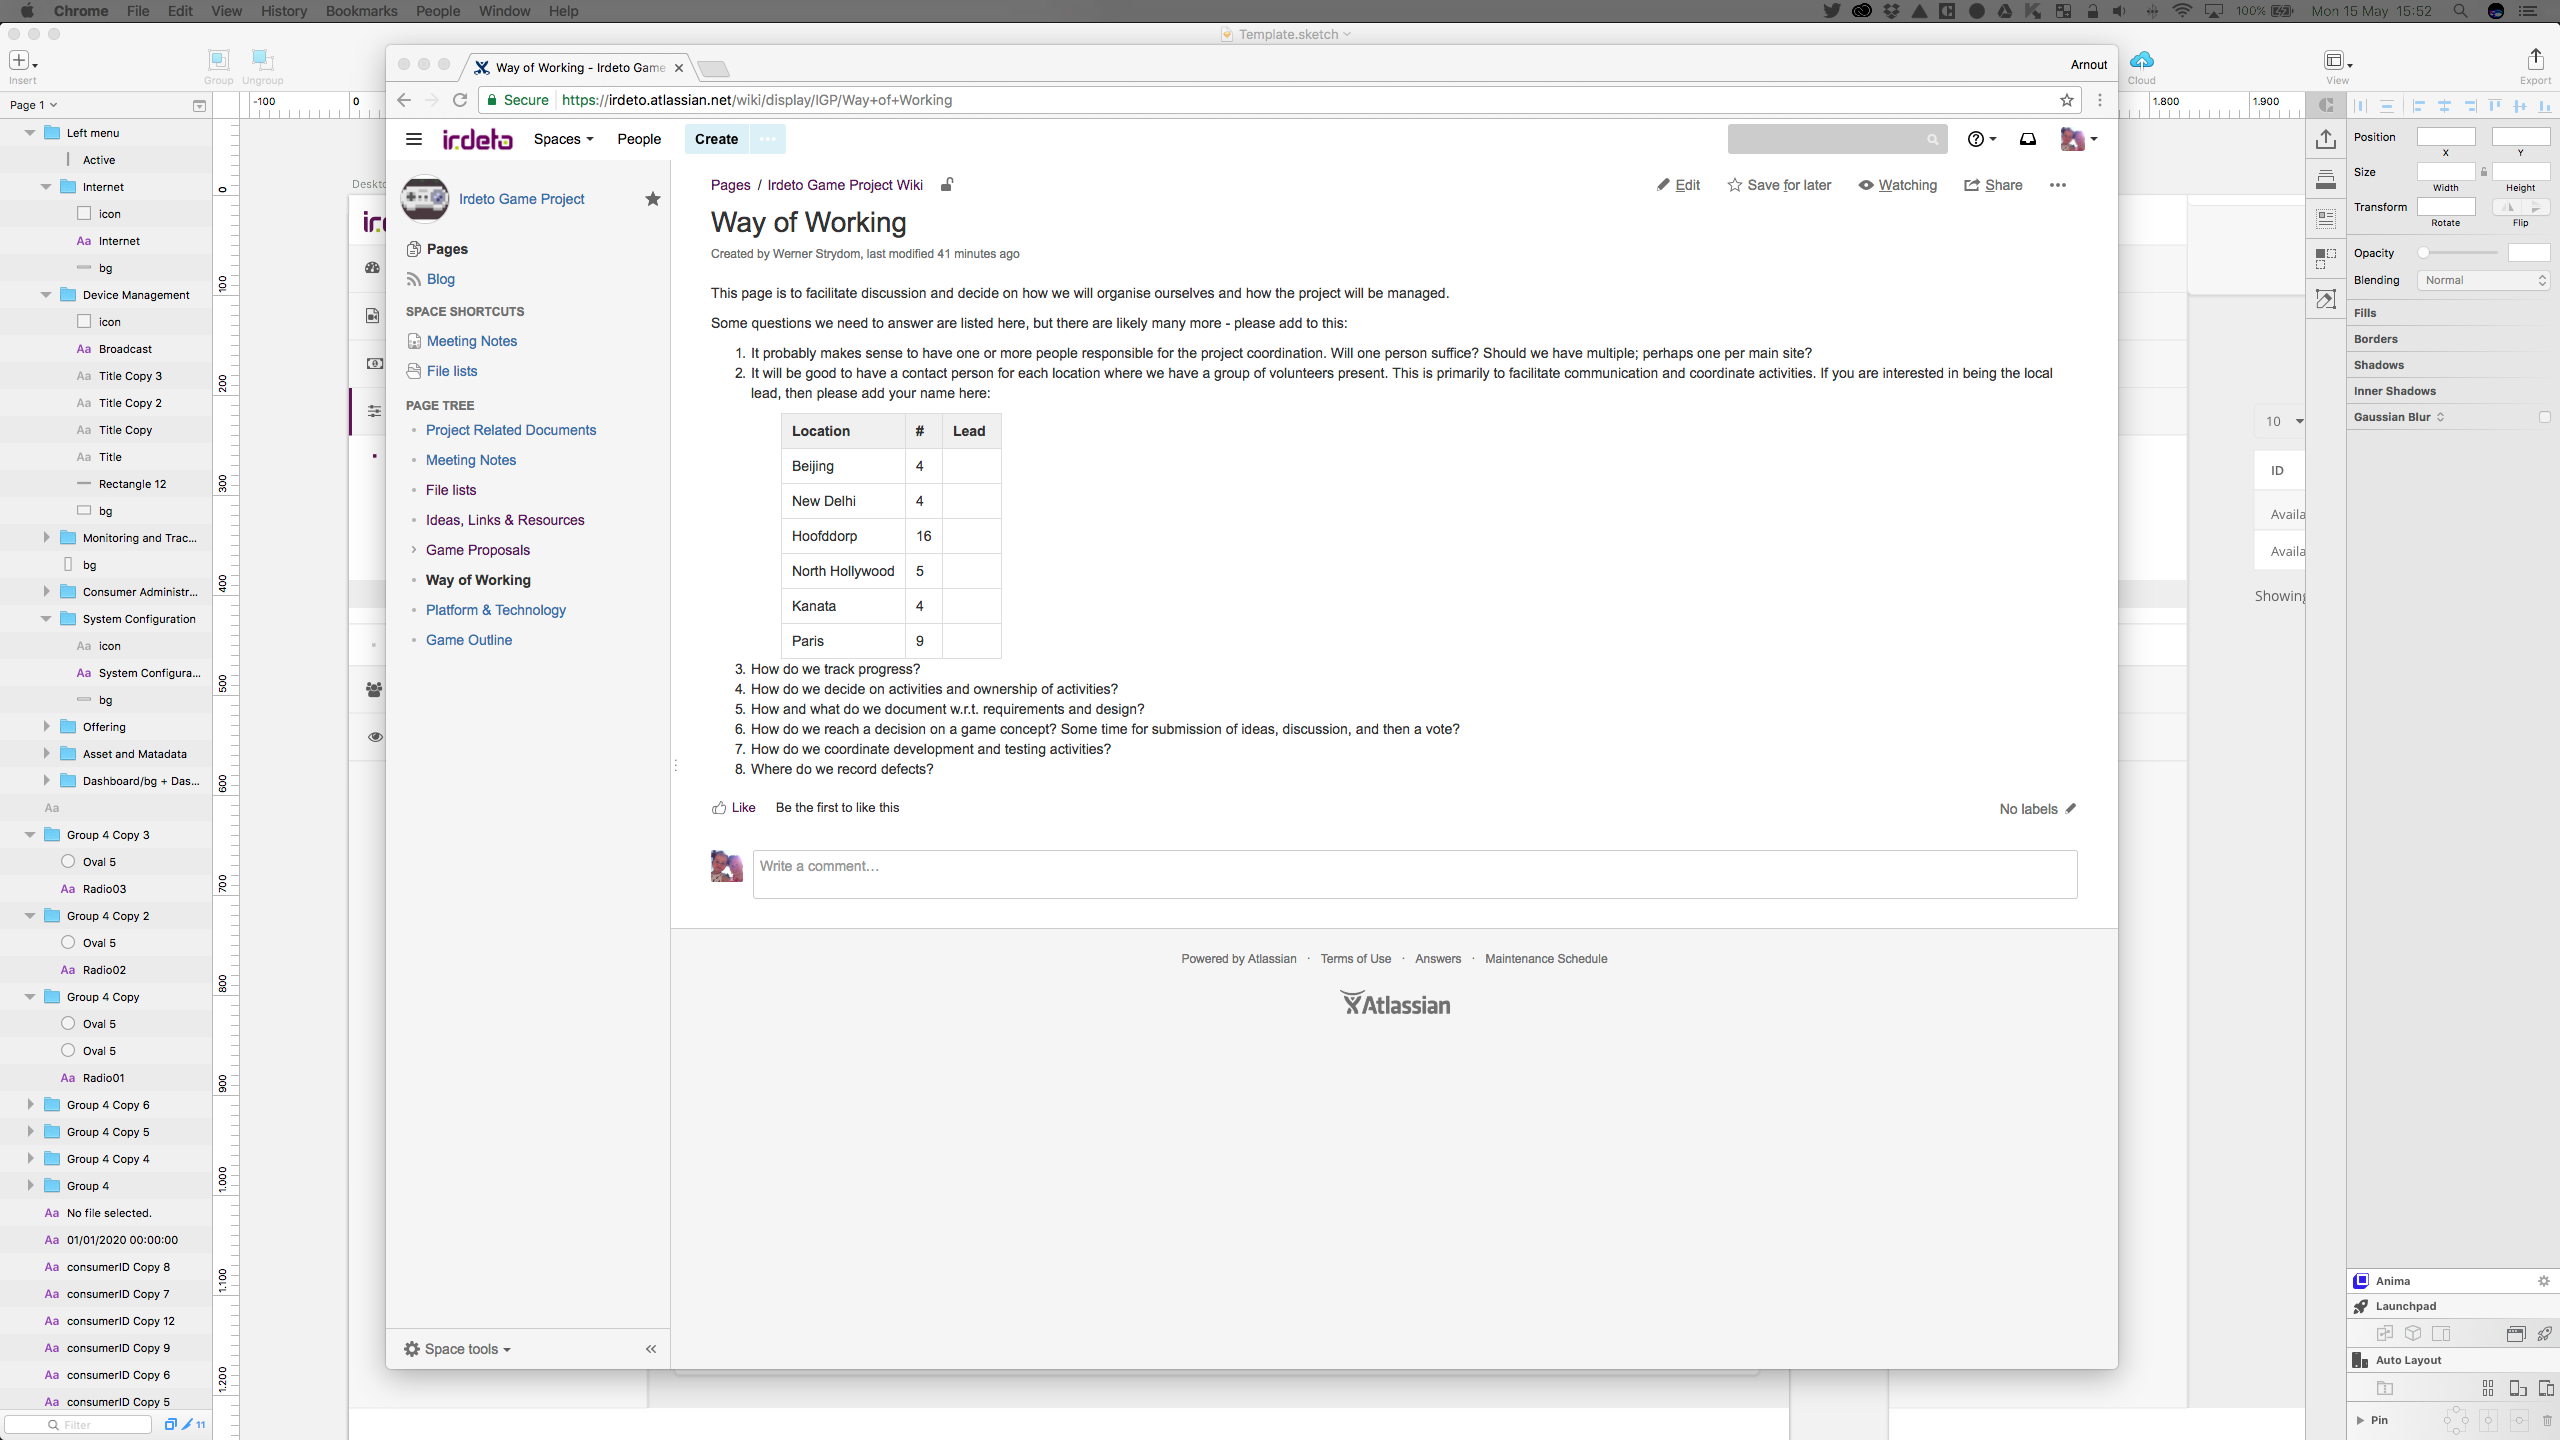 Chrome File Edit View History Bookmarks People Window Help
100% Mon 15 May 15:52
Template.sketch
Insert
Group Ungroup
Cloud
View
Export
Page 1
Left menu
Active
Internet
icon
Aa Internet
bg
Device Management
icon
Aa Broadcast
Aa Title Copy 3
Aa Title Copy 2
Aa Title Copy
Aa Title
Rectangle 12
bg
Monitoring and Trac...
bg
Consumer Administr...
System Configuration
Aa icon
Aa System Configura...
bg
Offering
Asset and Matadata
Dashboard/bg + Das...
Aa
Group 4 Copy 3
Oval 5
Aa Radio03
Group 4 Copy 2
Oval 5
Aa Radio02
Group 4 Copy
Oval 5
Oval 5
Aa Radio01
Group 4 Copy 6
Group 4 Copy 5
Group 4 Copy 4
Group 4
Aa No file selected.
Aa 01/01/2020 00:00:00
Aa consumerID Copy 8
Aa consumerID Copy 7
Aa consumerID Copy 12
Aa consumerID Copy 9
Aa consumerID Copy 6
Aa consumerID Copy 5
Filter
11
-100 0
1.800 1.900
0
100
200
300
400
500
600
700
800
900
1.000
1.100
1.200
Deskto
ir.
Way of Working - Irdeto Game
Arnout
Secure https://irdeto.atlassian.net/wiki/display/IGP/Way+of+Working
irdeto Spaces People Create ...
Irdeto Game Project
Pages
Blog
SPACE SHORTCUTS
Meeting Notes
File lists
PAGE TREE
Project Related Documents
Meeting Notes
File lists
Ideas, Links & Resources
Game Proposals
Way of Working
Platform & Technology
Game Outline
Space tools
Pages / Irdeto Game Project Wiki
Edit Save for later Watching Share
Way of Working
Created by Werner Strydom, last modified 41 minutes ago
This page is to facilitate discussion and decide on how we will organise ourselves and how the project will be managed.
Some questions we need to answer are listed here, but there are likely many more - please add to this:
1. It probably makes sense to have one or more people responsible for the project coordination. Will one person suffice? Should we have multiple; perhaps one per main site?
2. It will be good to have a contact person for each location where we have a group of volunteers present. This is primarily to facilitate communication and coordinate activities. If you are interested in being the local
lead, then please add your name here:
Location # Lead
Beijing 4
New Delhi 4
Hoofddorp 16
North Hollywood 5
Kanata 4
Paris 9
3. How do we track progress?
4. How do we decide on activities and ownership of activities?
5. How and what do we document w.r.t. requirements and design?
6. How do we reach a decision on a game concept? Some time for submission of ideas, discussion, and then a vote?
7. How do we coordinate development and testing activities?
8. Where do we record defects?
Like Be the first to like this
No labels
Write a comment...
Powered by Atlassian · Terms of Use · Answers · Maintenance Schedule
Atlassian
10
ID
Availa
Availa
Showing
Position
X Y
Size
Width Height
Transform
Rotate Flip
Opacity
Blending Normal
Fills
Borders
Shadows
Inner Shadows
Gaussian Blur
Anima
Launchpad
Auto Layout
Pin